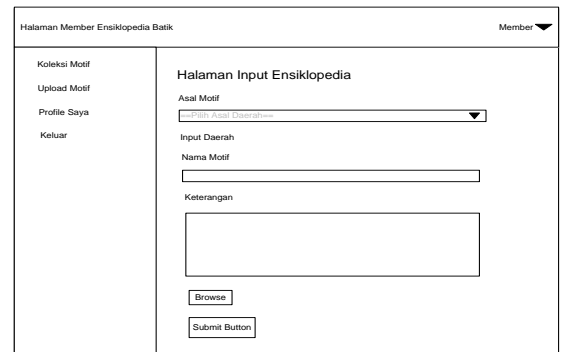 Halaman Member Ensiklopedia Batik
Member
Koleksi Motif
Upload Motif
Profile Saya
Keluar
Halaman Input Ensiklopedia
Asal Motif
==Pilih Asal Daerah==
Input Daerah
Nama Motif
Keterangan
Browse
Submit Button